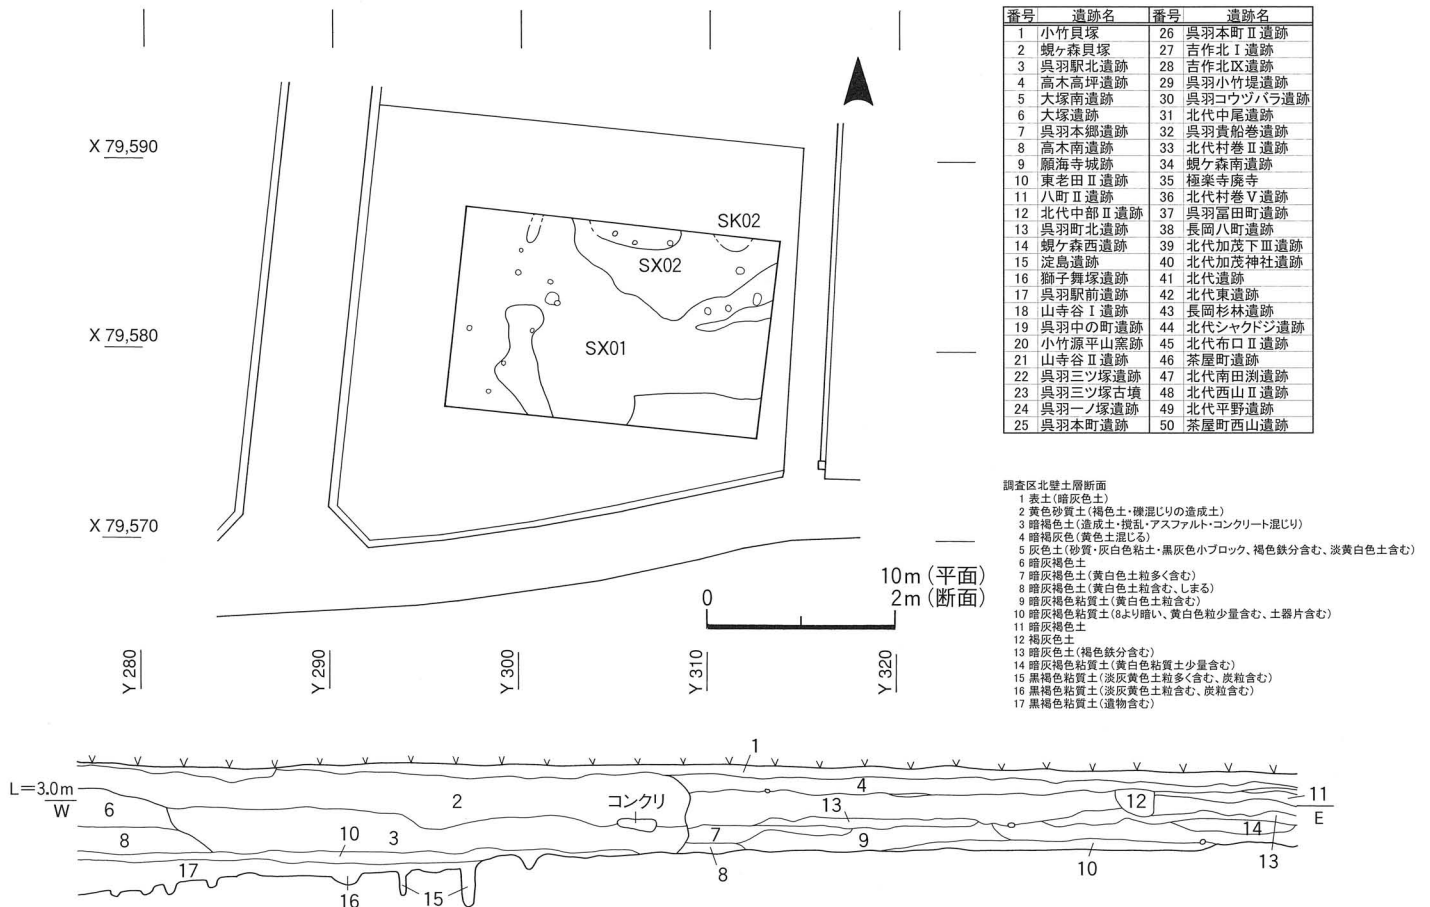 X 79,590
X 79,580
X 79,570
SK02
SX02
SX01
10m (平面)
0 2m (断面)
Y 280
Y 290
Y 300
Y 310
Y 320
番号 遺跡名 番号 遺跡名
1 小竹貝塚 26 呉羽本町Ⅱ遺跡
2 蜆ヶ森貝塚 27 吉作北Ⅰ遺跡
3 呉羽駅北遺跡 28 吉作北Ⅸ遺跡
4 高木高坪遺跡 29 呉羽小竹堤遺跡
5 大塚南遺跡 30 呉羽コウヅバラ遺跡
6 大塚遺跡 31 北代中尾遺跡
7 呉羽本郷遺跡 32 呉羽貴船巻遺跡
8 高木南遺跡 33 北代村巻Ⅱ遺跡
9 願海寺城跡 34 蜆ケ森南遺跡
10 東老田Ⅱ遺跡 35 極楽寺廃寺
11 八町Ⅱ遺跡 36 北代村巻Ⅴ遺跡
12 北代中部Ⅱ遺跡 37 呉羽冨田町遺跡
13 呉羽町北遺跡 38 長岡八町遺跡
14 蜆ケ森西遺跡 39 北代加茂下Ⅲ遺跡
15 淀島遺跡 40 北代加茂神社遺跡
16 獅子舞塚遺跡 41 北代遺跡
17 呉羽駅前遺跡 42 北代東遺跡
18 山寺谷Ⅰ遺跡 43 長岡杉林遺跡
19 呉羽中の町遺跡 44 北代シャクドジ遺跡
20 小竹源平山窯跡 45 北代布口Ⅱ遺跡
21 山寺谷Ⅱ遺跡 46 茶屋町遺跡
22 呉羽三ツ塚遺跡 47 北代南田渕遺跡
23 呉羽三ツ塚古墳 48 北代西山Ⅱ遺跡
24 呉羽一ノ塚遺跡 49 北代平野遺跡
25 呉羽本町遺跡 50 茶屋町西山遺跡
調査区北壁土層断面
1 表土(暗灰色土)
2 黄色砂質土(褐色土・礫混じりの造成土)
3 暗褐色土(造成土・撹乱・アスファルト・コンクリート混じり)
4 暗褐灰色(黄色土混じる)
5 灰色土(砂質・灰白色粘土・黒灰色小ブロック、褐色鉄分含む、淡黄白色土含む)
6 暗灰褐色土
7 暗灰褐色土(黄白色土粒多く含む)
8 暗灰褐色土(黄白色土粒含む、しまる)
9 暗灰褐色粘質土(黄白色土粒含む)
10 暗灰褐色粘質土(8より暗い、黄白色粒少量含む、土器片含む)
11 暗灰褐色土
12 褐灰色土
13 暗灰色土(褐色鉄分含む)
14 暗灰褐色粘質土(黄白色粘質土少量含む)
15 黒褐色粘質土(淡灰黄色土粒多く含む、炭粒含む)
16 黒褐色粘質土(淡灰黄色土粒含む、炭粒含む)
17 黒褐色粘質土(遺物含む)
1
L=3.0m
W
4
2
コンクリ
13
12
11
E
6
8
10
3
7
9
14
13
17
16
15
8
10